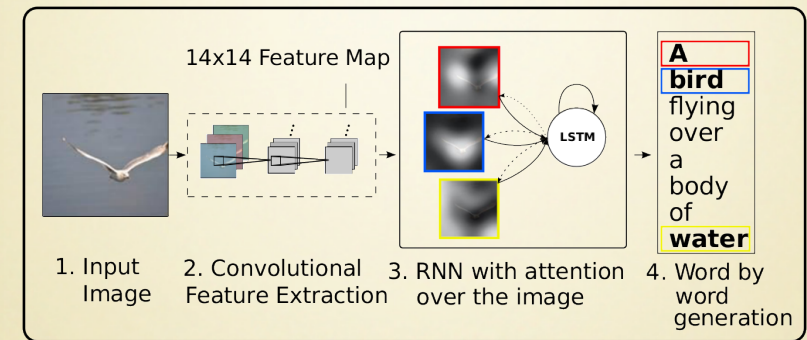 14x14 Feature Map
LSTM
A
bird
flying
over
a
body
of
water
1. Input
Image
2. Convolutional
Feature Extraction
3. RNN with attention
over the image
4. Word by
word
generation